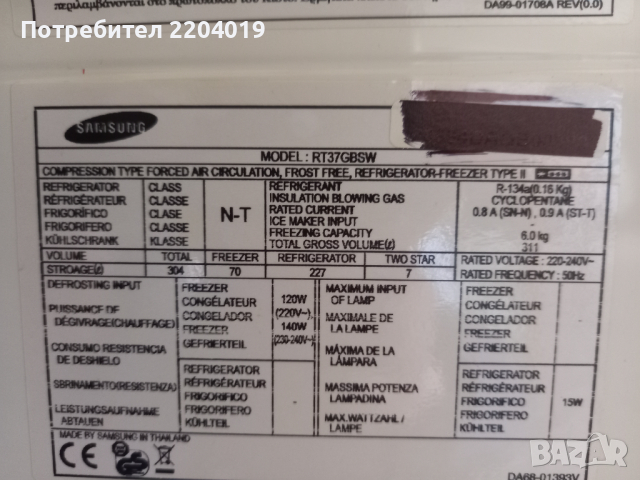 περιλαμβάνονται στο
DA99-01708A REV(0.0)
Потребител 2204019
SAMSUNG
MODEL : RT37GBSW
COMPRESSION TYPE FORCED AIR CIRCULATION, FROST FREE, REFRIGERATOR-FREEZER TYPE II
REFRIGERATOR CLASS
RÉFRIGÉRATEUR CLASSE
FRIGORÍFICO CLASE
FRIGORIFERO CLASSE
KÜHLSCHRANK KLASSE
N-T
REFRIGERANT R-134a(0.16 Kg)
INSULATION BLOWING GAS CYCLOPENTANE
RATED CURRENT 0.8 A (SN-N) , 0.9 A (ST-T)
ICE MAKER INPUT -
FREEZING CAPACITY 6.0kg
TOTAL GROSS VOLUME(ℓ) 311
VOLUME TOTAL FREEZER REFRIGERATOR TWO STAR RATED VOLTAGE : 220-240V~
STROAGE(ℓ) 304 70 227 7 RATED FREQUENCY : 50Hz
DEFROSTING INPUT
PUISSANCE DE
DÉGIVRAGE(CHAUFFAGE)
CONSUMO RESISTENCIA
DE DESHIELO
SBRINAMENTO(RESISTENZA)
LEISTUNGSAUFNAHME
ABTAUEN
FREEZER
CONGÉLATEUR
CONGELADOR
FREEZER
GEFRIERTEIL
120W
(220V~),
140W
(230-240V~)
REFRIGERATOR
RÉFRIGÉRATEUR
FRIGORIFICO
FRIGORIFERO
KÜHLTEIL
MAXIMUM INPUT
OF LAMP
MAXIMALE DE
LA LAMPE
MÁXIMA DE LA
LÁMPARA
MASSIMA POTENZA
LAMPADINA
MAX.WATTZAHL/
LAMPE
FREEZER
CONGÉLATEUR
CONGELADOR
FREEZER
GEFRIERTEIL
REFRIGERATOR
RÉFRIGÉRATEUR
FRIGORIFICO
FRIGORIFERO
KÜHLTEIL
15W
MADE BY SAMSUNG IN THAILAND
CE
DA68-01393V
BAZAR